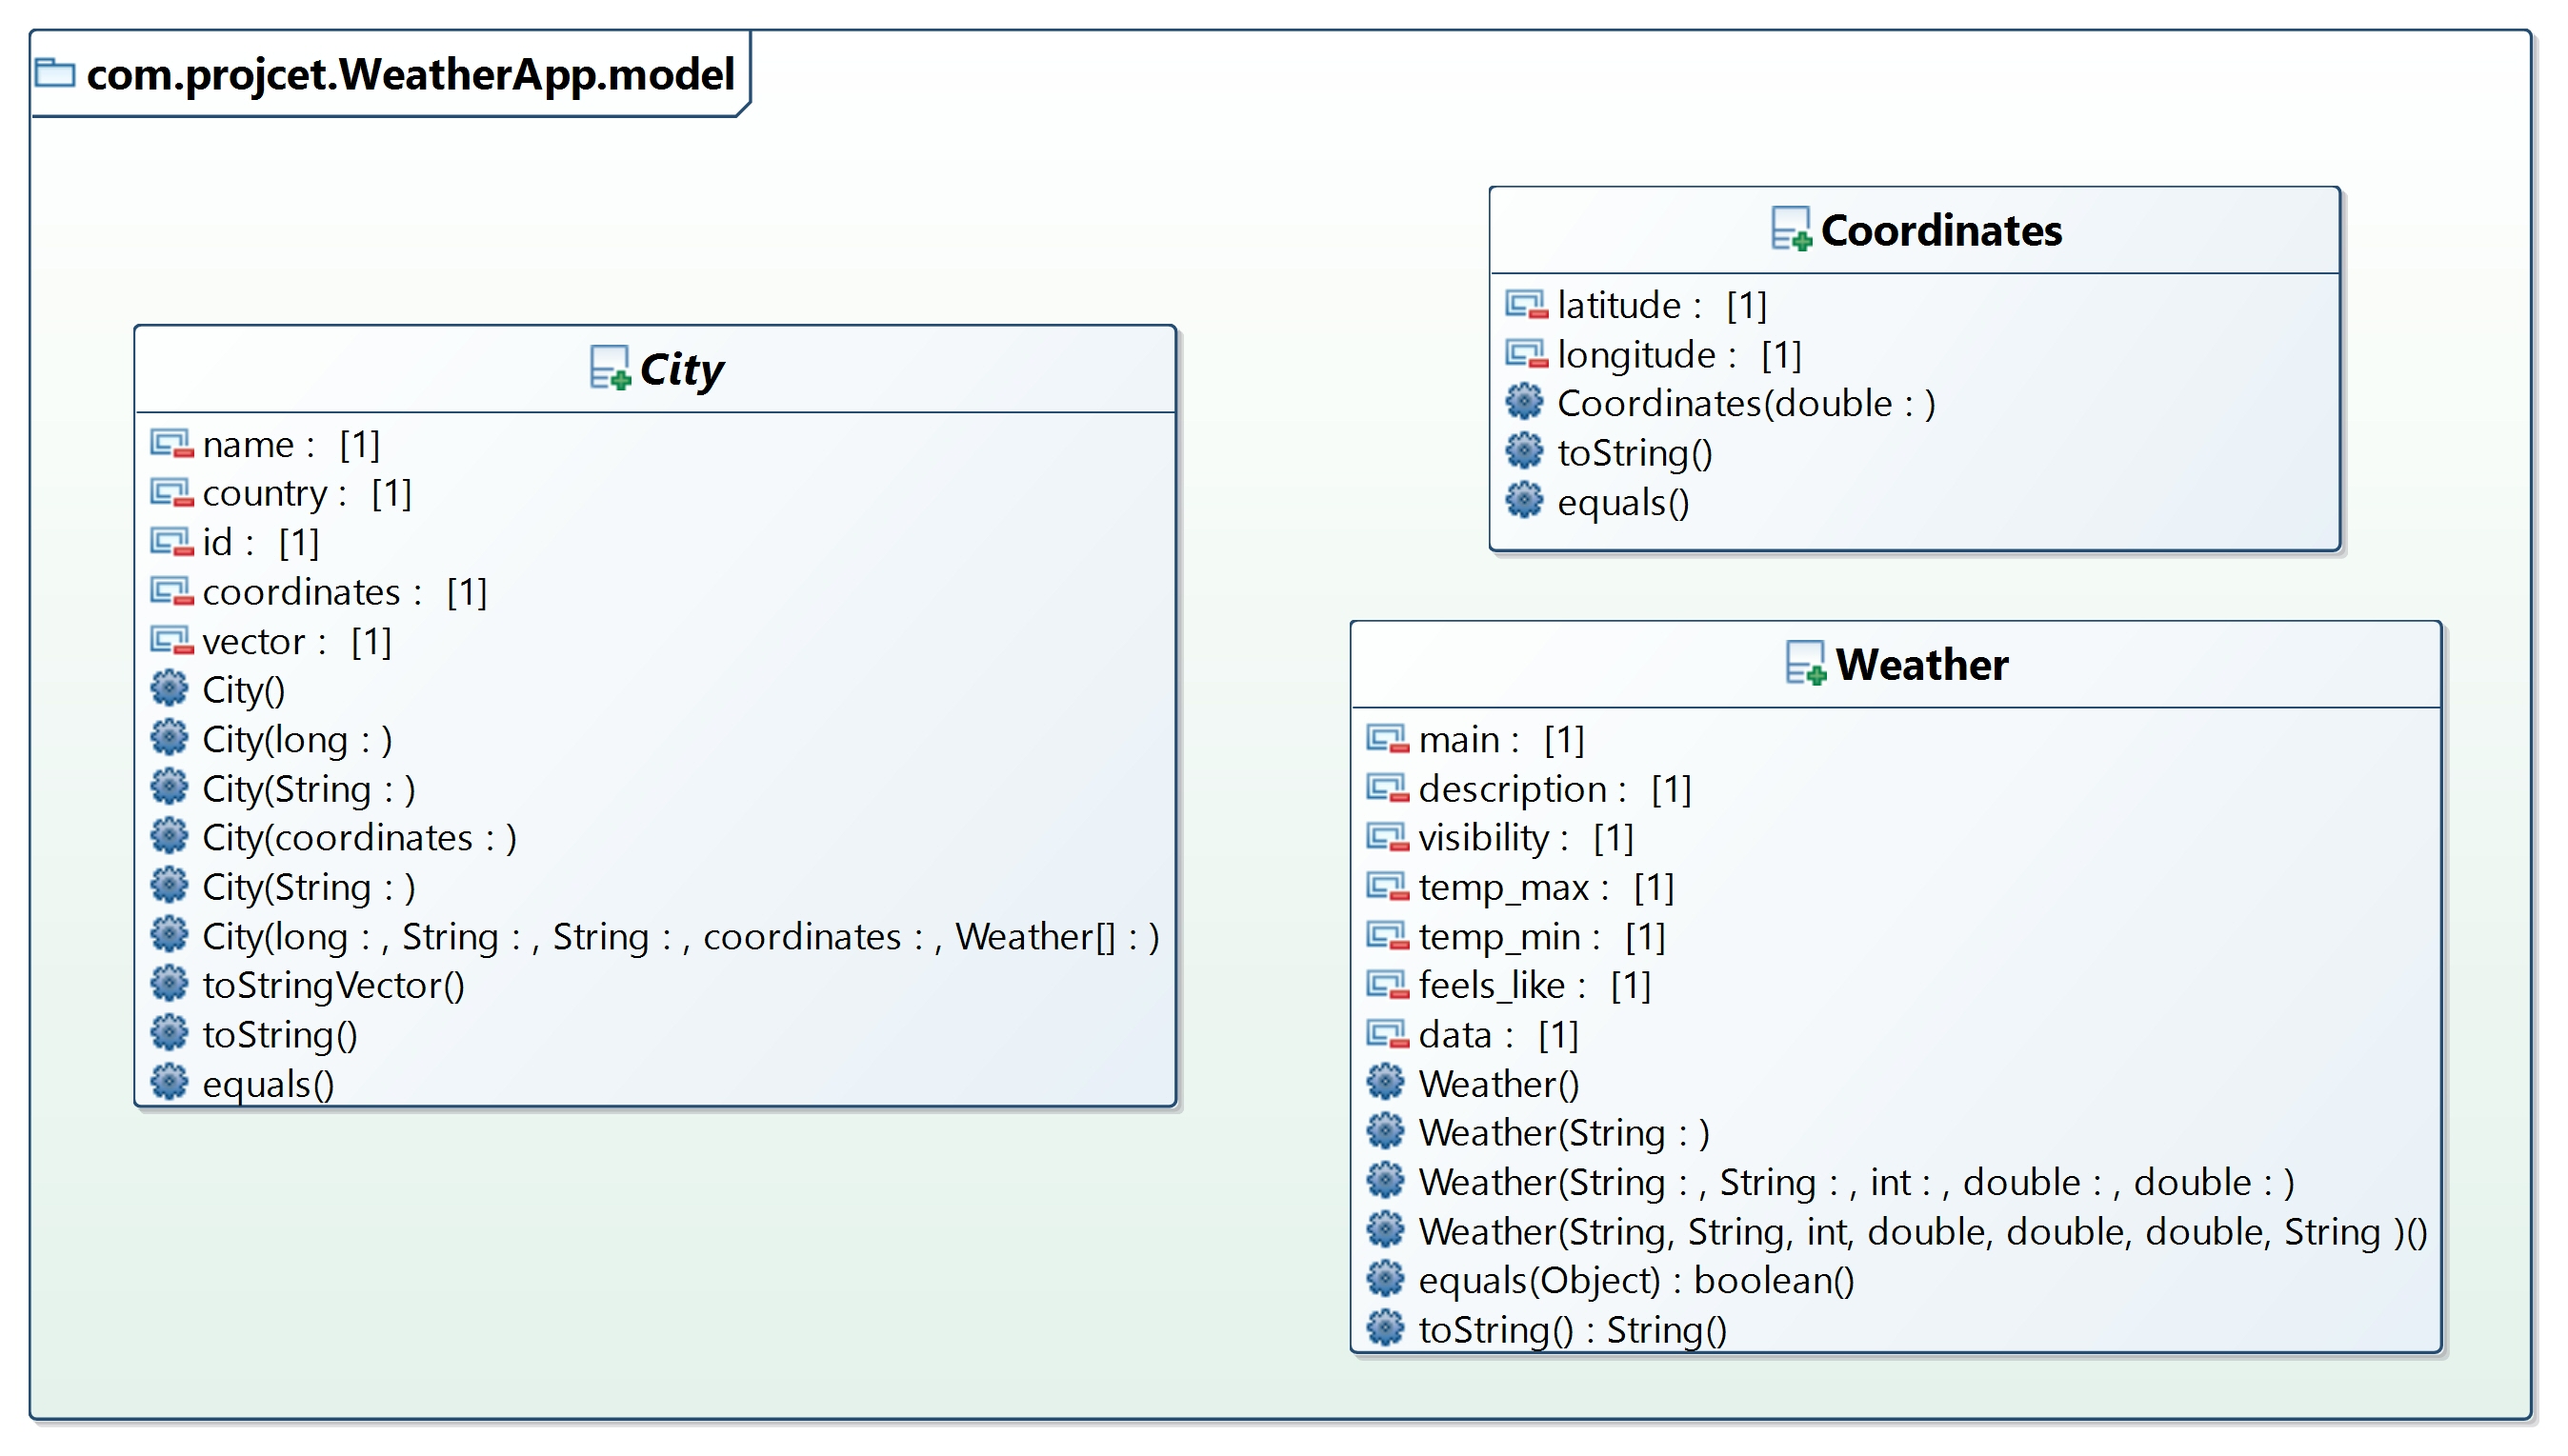 com.projcet.WeatherApp.model
City
name :  [1]
country :  [1]
id :  [1]
coordinates :  [1]
vector :  [1]
City()
City(long : )
City(String : )
City(coordinates : )
City(String : )
City(long : , String : , String : , coordinates : , Weather[] : )
toStringVector()
toString()
equals()
Coordinates
latitude :  [1]
longitude :  [1]
Coordinates(double : )
toString()
equals()
Weather
main :  [1]
description :  [1]
visibility :  [1]
temp_max :  [1]
temp_min :  [1]
feels_like :  [1]
data :  [1]
Weather()
Weather(String : )
Weather(String : , String : , int : , double : , double : )
Weather(String, String, int, double, double, double, String )()
equals(Object) : boolean()
toString() : String()